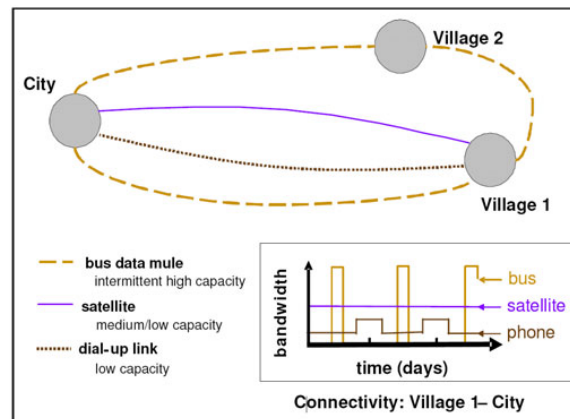 Village 2
City
Village 1
bus data mule
intermittent high capacity
satellite
medium/low capacity
dial-up link
low capacity
bandwidth
bus
satellite
phone
time (days)
Connectivity: Village 1– City